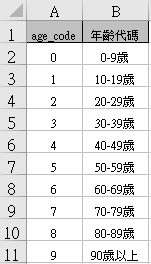 A B
1 age_code 年齡代碼
2 0 0-9歲
3 1 10-19歲
4 2 20-29歲
5 3 30-39歲
6 4 40-49歲
7 5 50-59歲
8 6 60-69歲
9 7 70-79歲
10 8 80-89歲
11 9 90歲以上